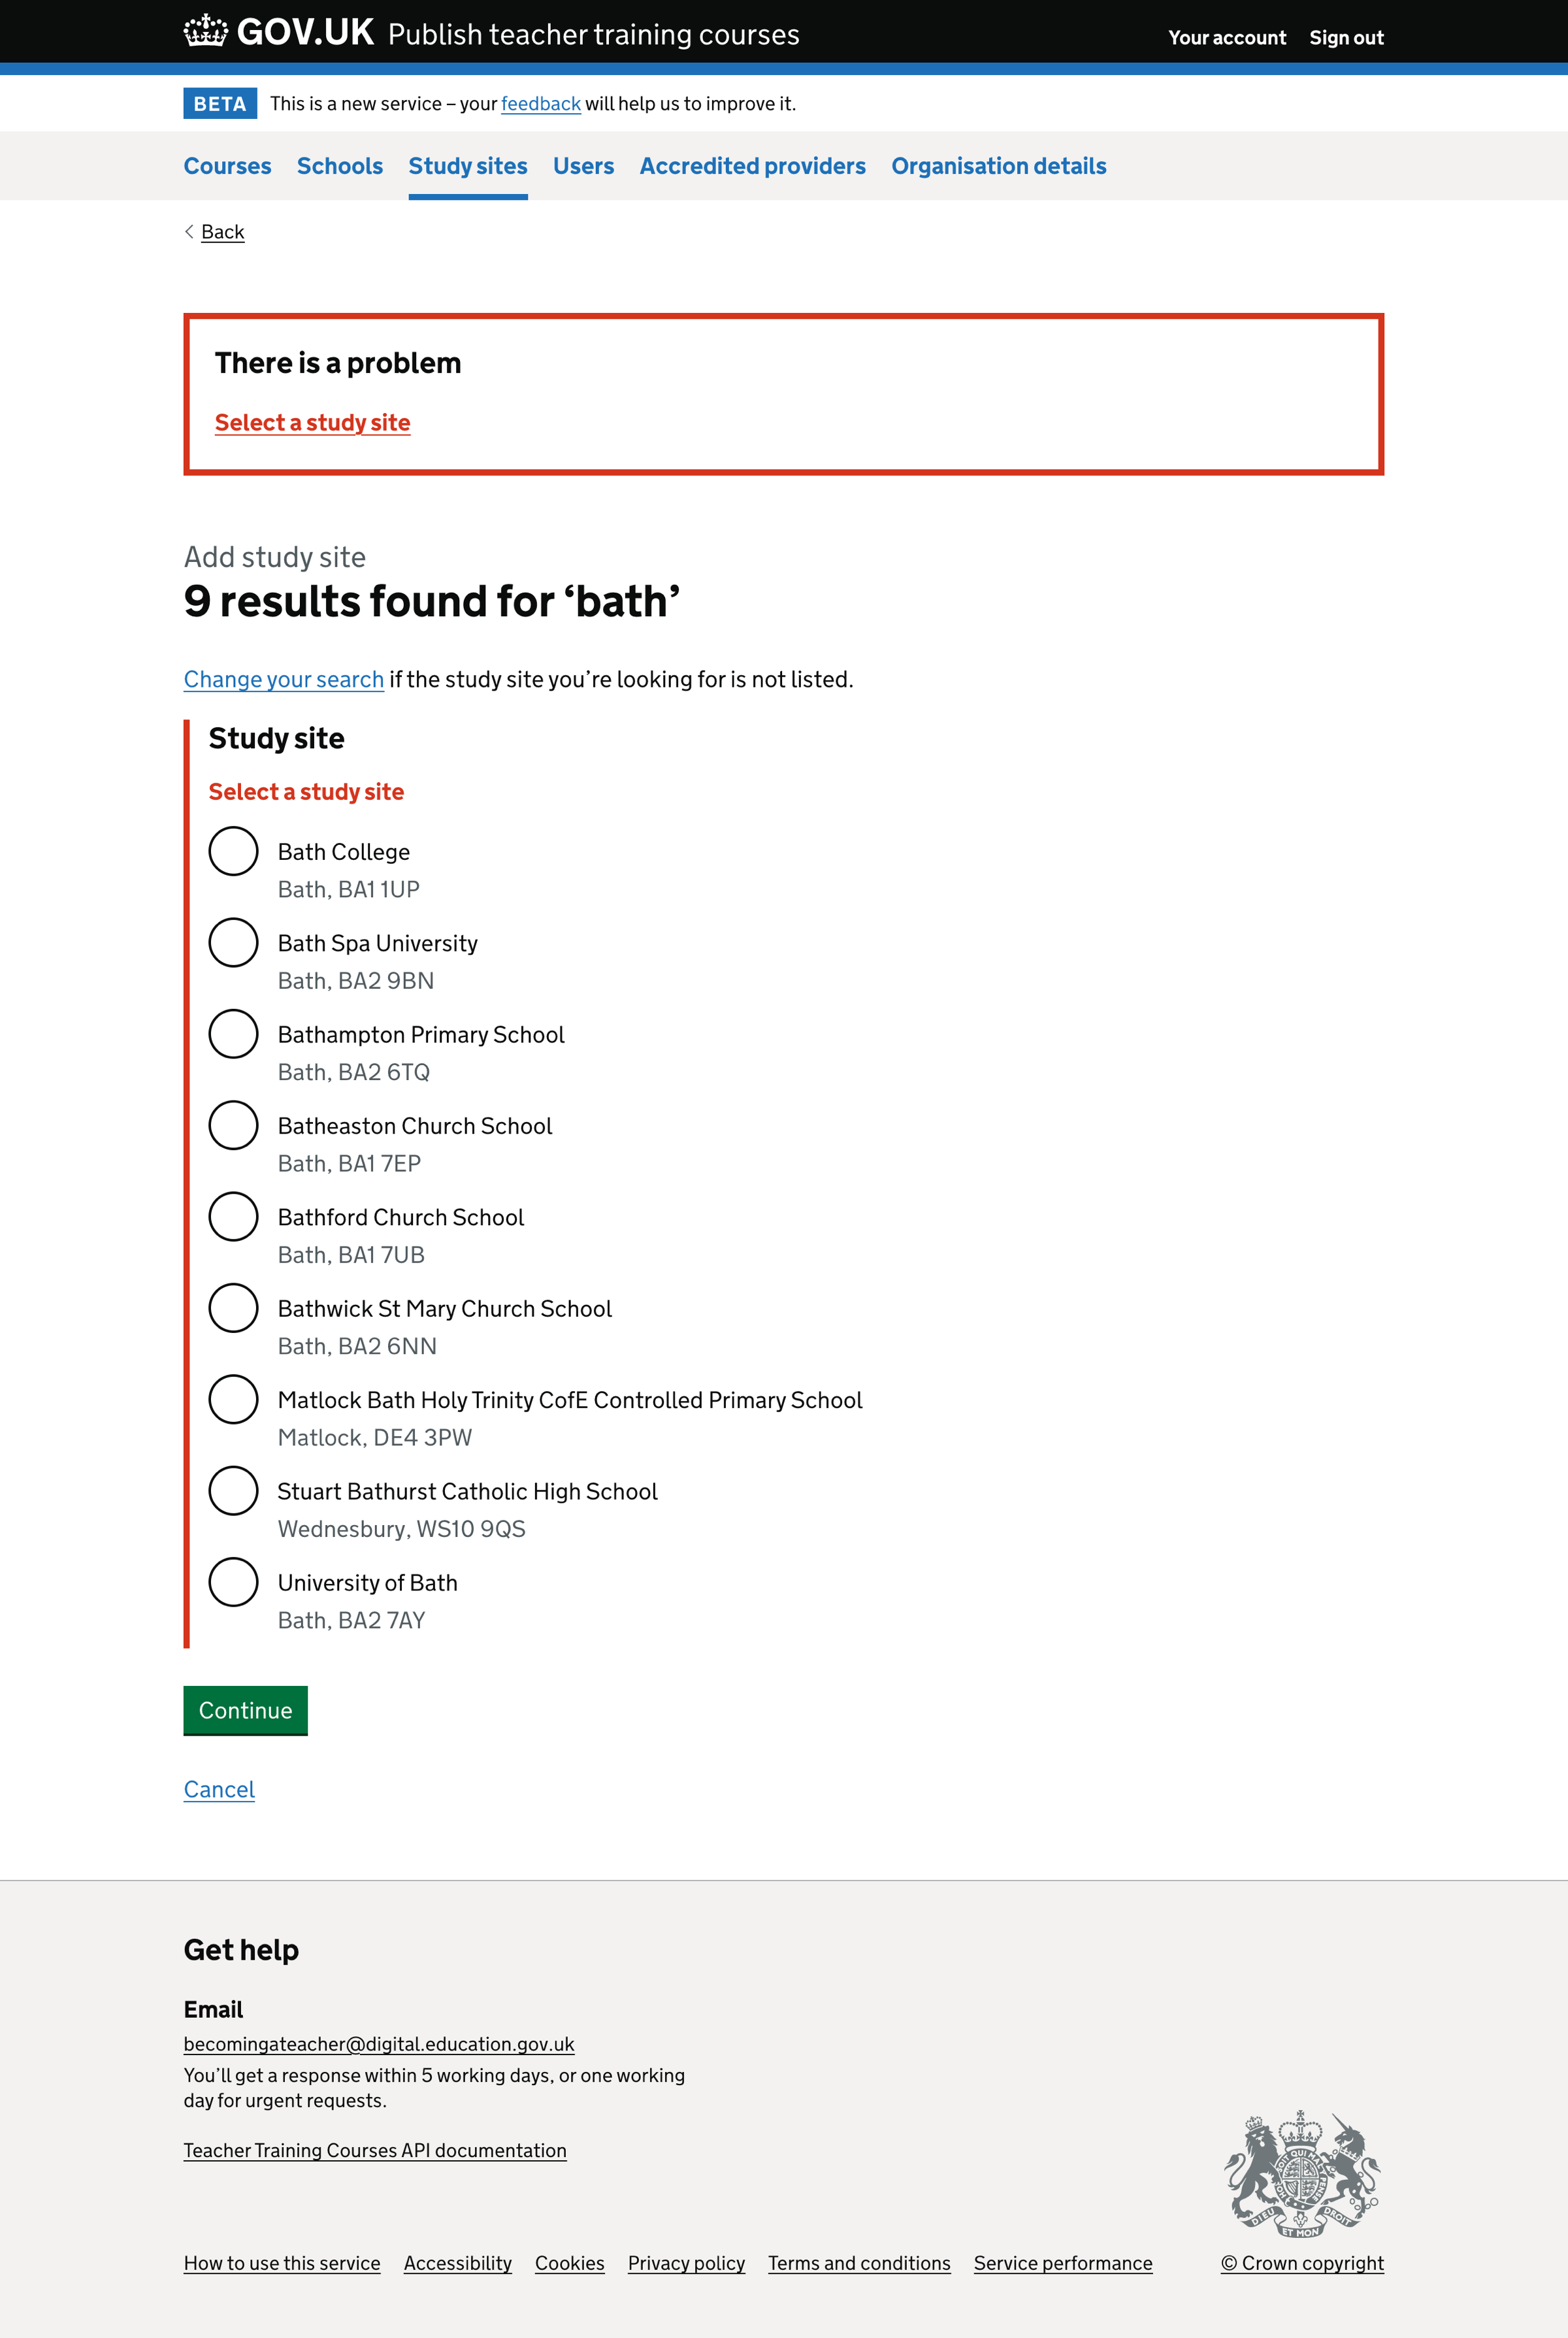 GOV.UK Publish teacher training courses
Your account Sign out
BETA This is a new service – your feedback will help us to improve it.
Courses Schools Study sites Users Accredited providers Organisation details
Back
There is a problem
Select a study site
Add study site
9 results found for ‘bath’
Change your search if the study site you’re looking for is not listed.
Study site
Select a study site
Bath College
Bath, BA1 1UP
Bath Spa University
Bath, BA2 9BN
Bathampton Primary School
Bath, BA2 6TQ
Batheaston Church School
Bath, BA1 7EP
Bathford Church School
Bath, BA1 7UB
Bathwick St Mary Church School
Bath, BA2 6NN
Matlock Bath Holy Trinity CofE Controlled Primary School
Matlock, DE4 3PW
Stuart Bathurst Catholic High School
Wednesbury, WS10 9QS
University of Bath
Bath, BA2 7AY
Continue
Cancel
Get help
Email
becomingateacher@digital.education.gov.uk
You’ll get a response within 5 working days, or one working
day for urgent requests.
Teacher Training Courses API documentation
DIEU ET MON DROIT
How to use this service Accessibility Cookies Privacy policy Terms and conditions Service performance
© Crown copyright